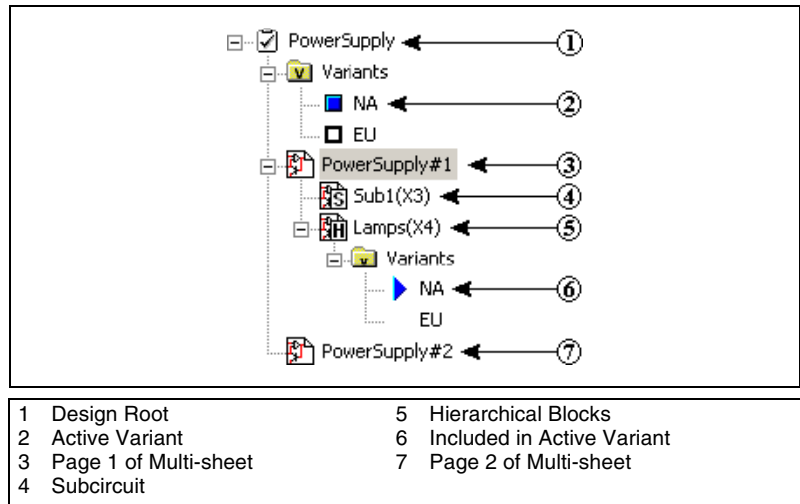 PowerSupply 1
Variants
NA 2
EU
PowerSupply#1 3
Sub1(X3) 4
Lamps(X4) 5
Variants
NA 6
EU
PowerSupply#2 7
1 Design Root
2 Active Variant
3 Page 1 of Multi-sheet
4 Subcircuit
5 Hierarchical Blocks
6 Included in Active Variant
7 Page 2 of Multi-sheet